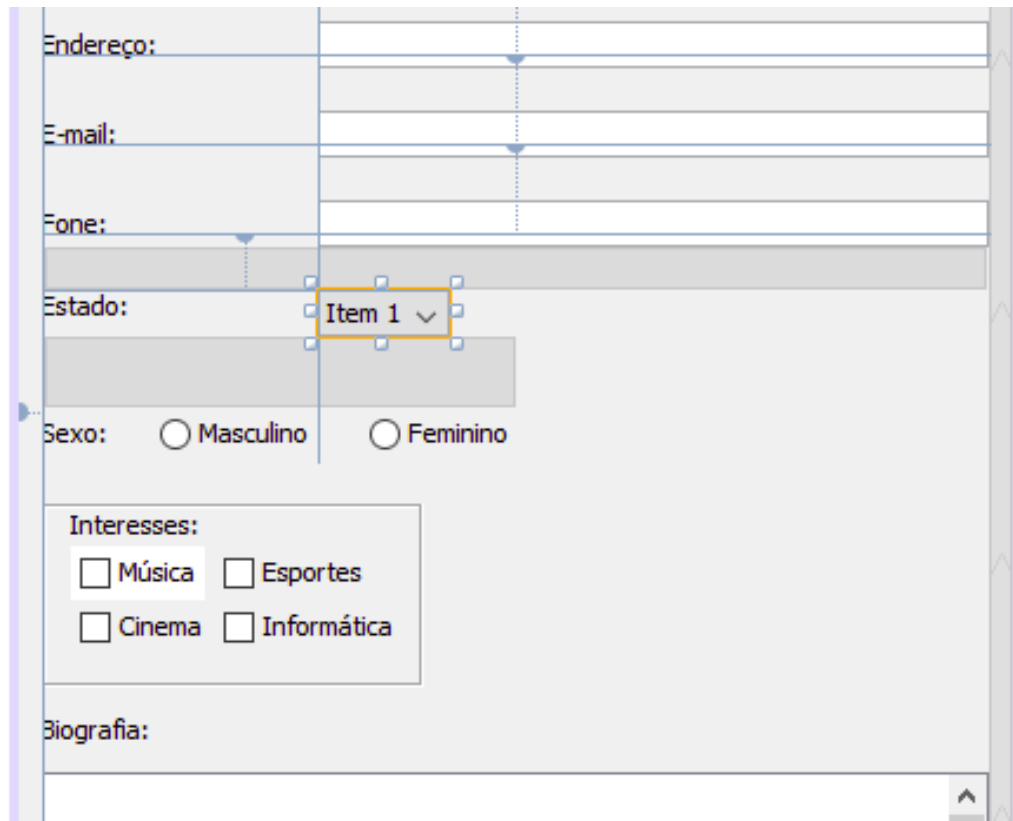 Endereço:
E-mail:
Fone:
Estado: Item 1
Sexo: Masculino Feminino
Interesses:
Música Esportes
Cinema Informática
Biografia: